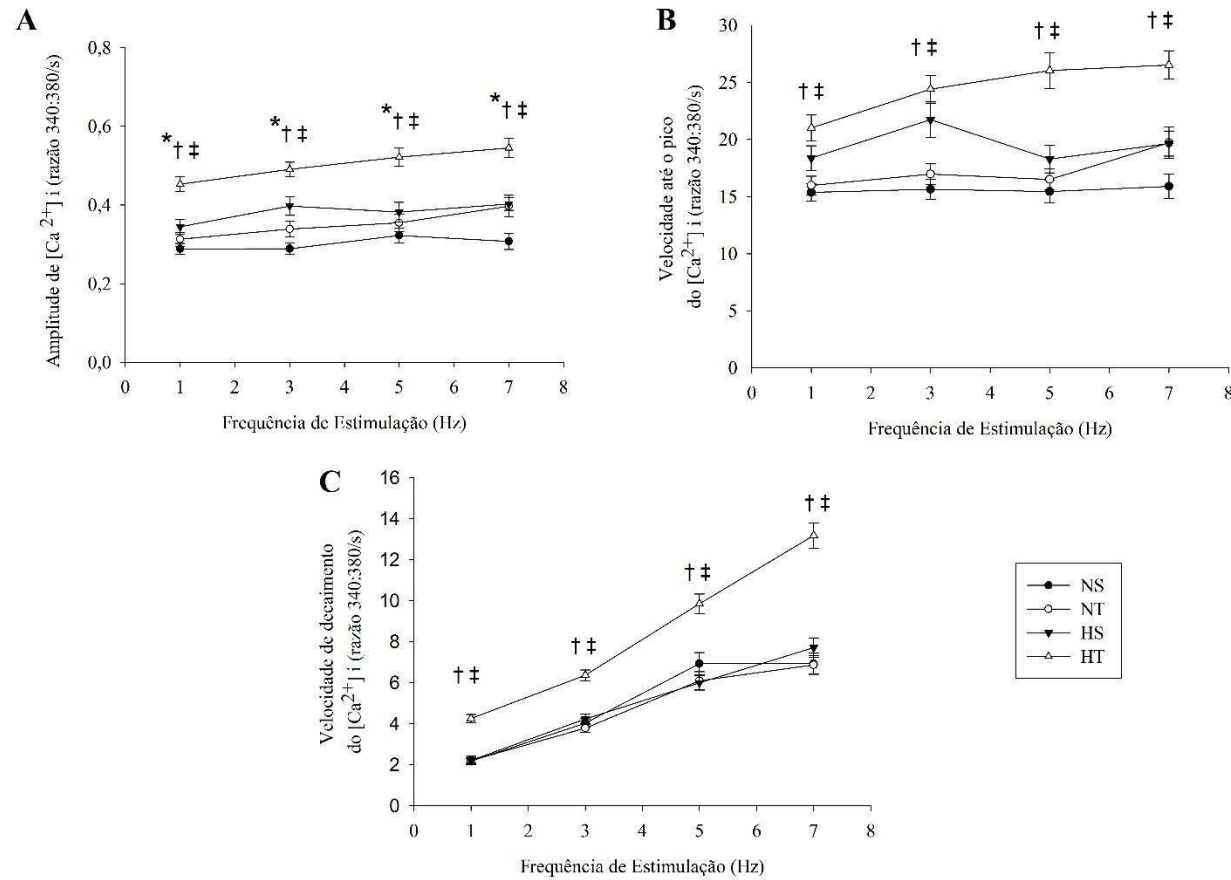 A
0,8
0,6
0,4
0,2
0,0
*†‡
*†‡
*†‡
*†‡
Amplitude de [Ca 2+] i (razão 340:380/s)
0 1 2 3 4 5 6 7 8
Frequência de Estimulação (Hz)
B
30
25
20
15
10
5
0
†‡
†‡
†‡
†‡
Velocidade até o pico
do [Ca2+] i (razão 340:380/s)
0 1 2 3 4 5 6 7 8
Frequência de Estimulação (Hz)
C
16
14
12
10
8
6
4
2
0
†‡
†‡
†‡
†‡
Velocidade de decaimento
do [Ca2+] i (razão 340:380/s)
0 1 2 3 4 5 6 7 8
Frequência de Estimulação (Hz)
NS
NT
HS
HT